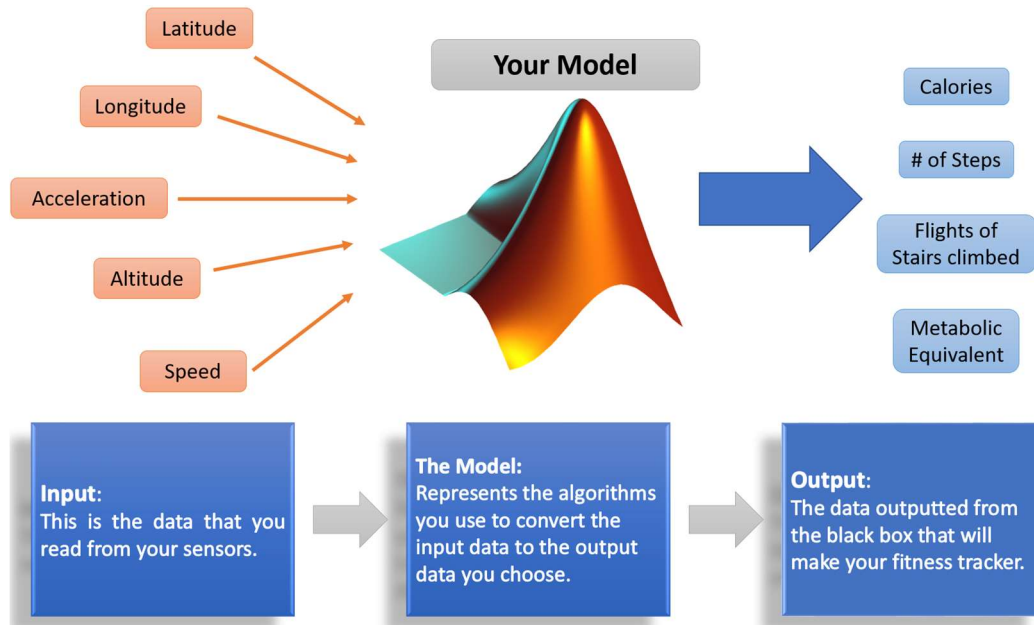 Latitude
Longitude
Acceleration
Altitude
Speed
Your Model
Calories
# of Steps
Flights of
Stairs climbed
Metabolic
Equivalent
Input:
This is the data that you
read from your sensors.
The Model:
Represents the algorithms
you use to convert the
input data to the output
data you choose.
Output:
The data outputted from
the black box that will
make your fitness tracker.